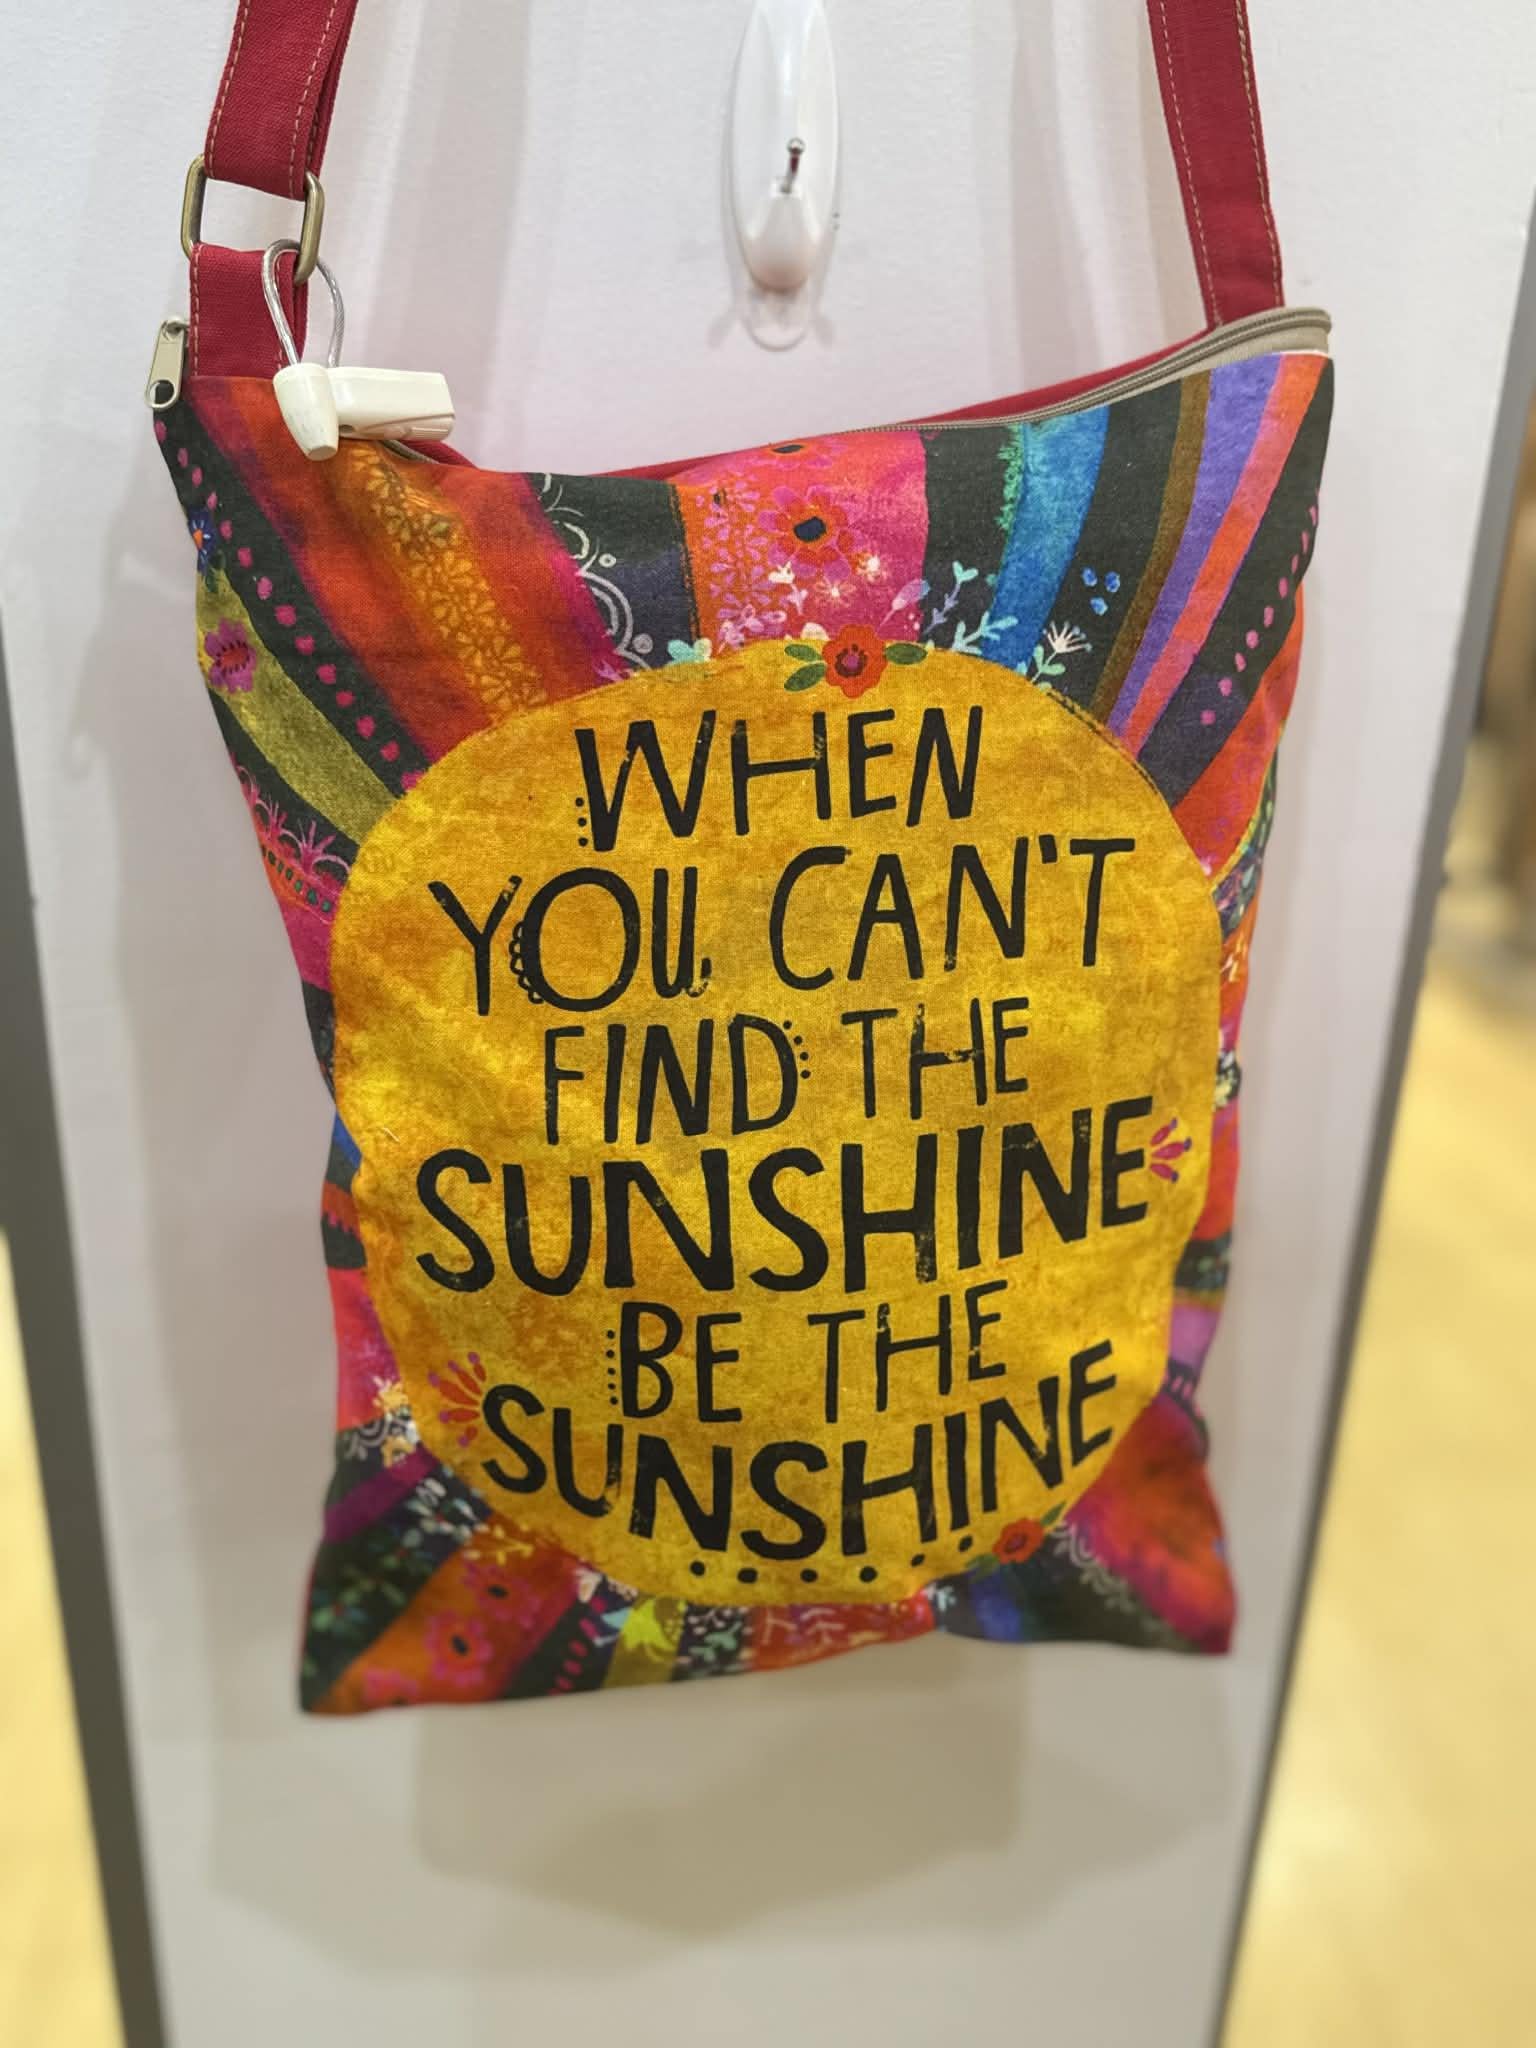 WHEN
YOU CAN'T
FIND THE
SUNSHINE
BE THE
SUNSHINE